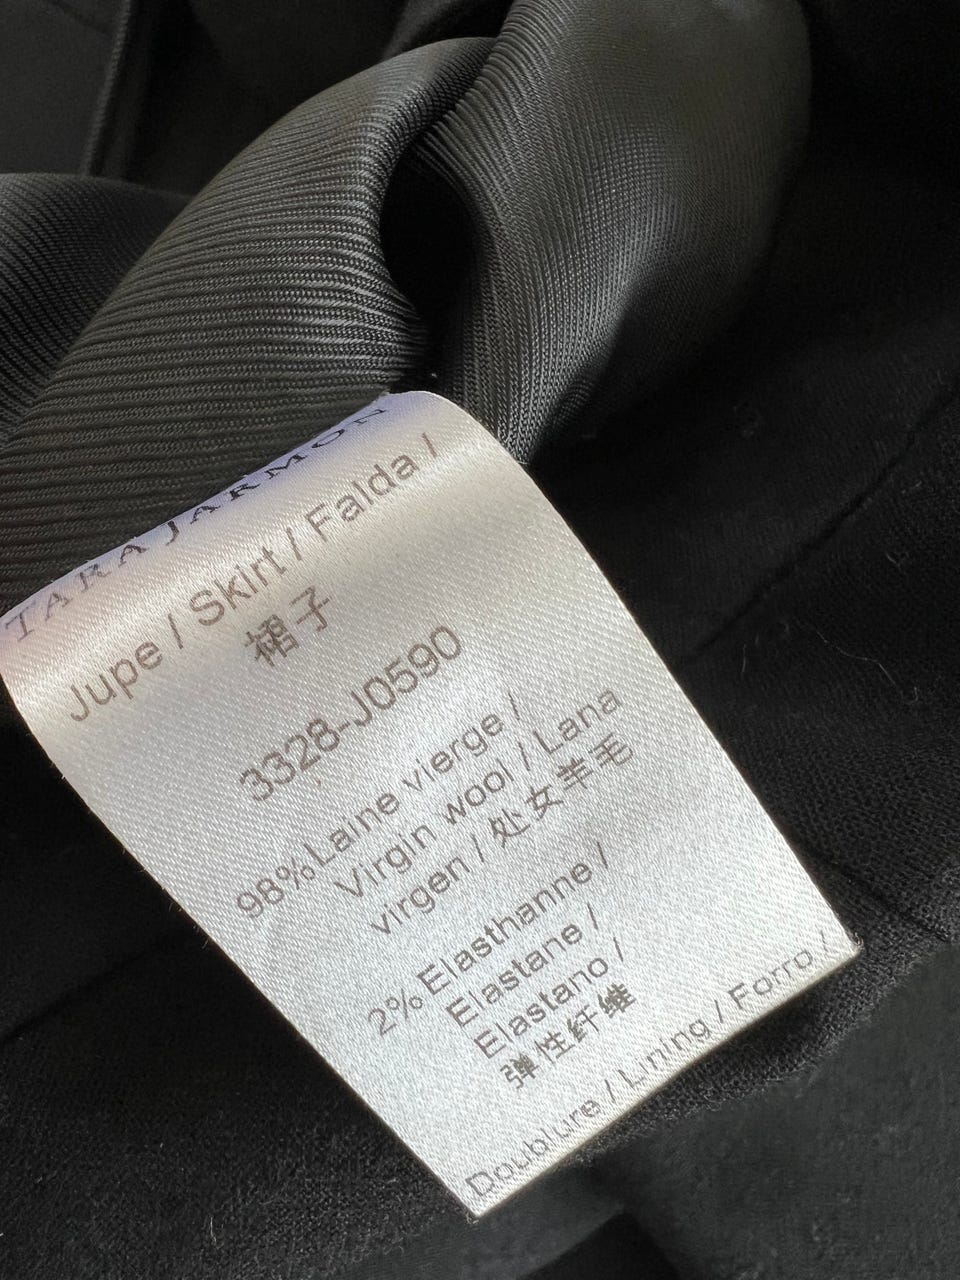 TARA JARMON
Jupe / Skirt / Falda /
裙子
3328-J0590
98%Laine vierge /
Virgin wool / Lana
virgen / 处女羊毛
2%Elasthanne /
Elastane /
Elastano /
弹性纤维
Doublure / Lining / Forro /